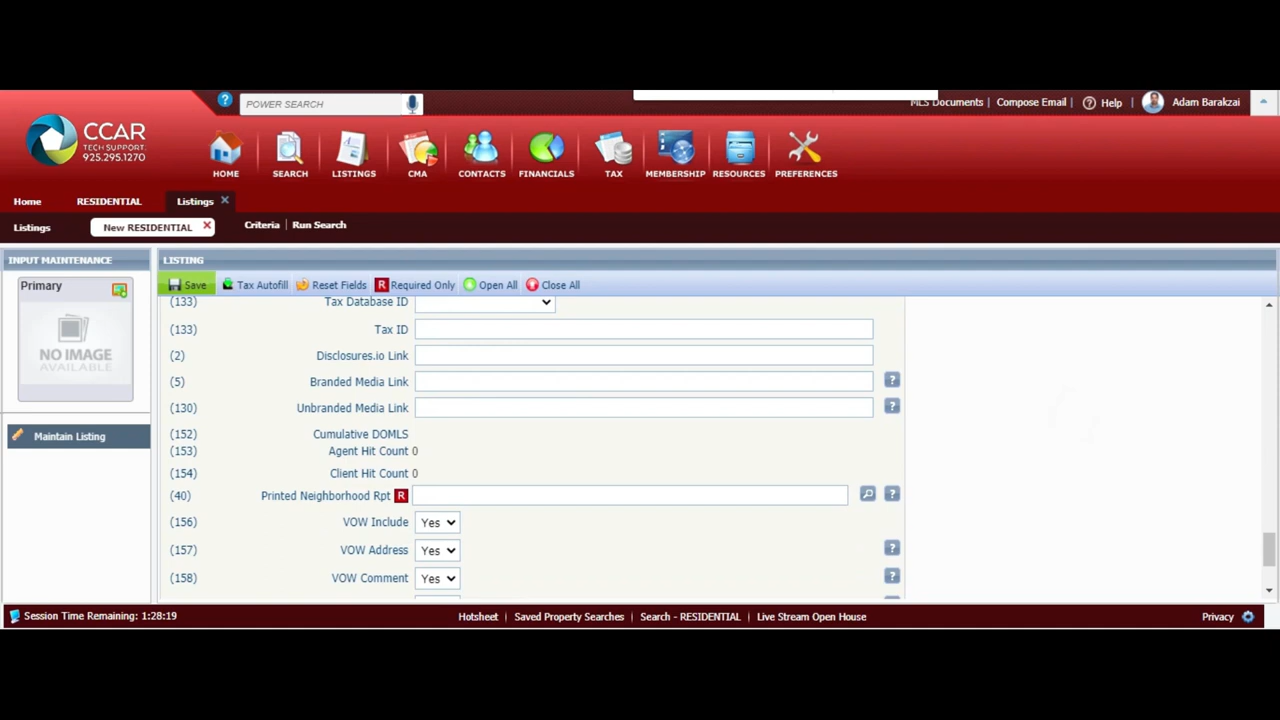 POWER SEARCH
MLS Documents | Compose Email | Help | Adam Barakzai
CCAR
TECH SUPPORT:
925.295.1270
HOME SEARCH LISTINGS CMA CONTACTS FINANCIALS TAX MEMBERSHIP RESOURCES PREFERENCES
Home RESIDENTIAL Listings
Listings New RESIDENTIAL Criteria | Run Search
INPUT MAINTENANCE LISTING
Save Tax Autofill Reset Fields R Required Only Open All Close All
Primary
NO IMAGE
AVAILABLE
Maintain Listing
(133) Tax Database ID
(133) Tax ID
(2) Disclosures.io Link
(5) Branded Media Link ?
(130) Unbranded Media Link ?
(152) Cumulative DOMLS
(153) Agent Hit Count 0
(154) Client Hit Count 0
(40) Printed Neighborhood Rpt R ?
(156) VOW Include Yes
(157) VOW Address Yes ?
(158) VOW Comment Yes ?
Session Time Remaining: 1:28:19 Hotsheet | Saved Property Searches | Search - RESIDENTIAL | Live Stream Open House Privacy